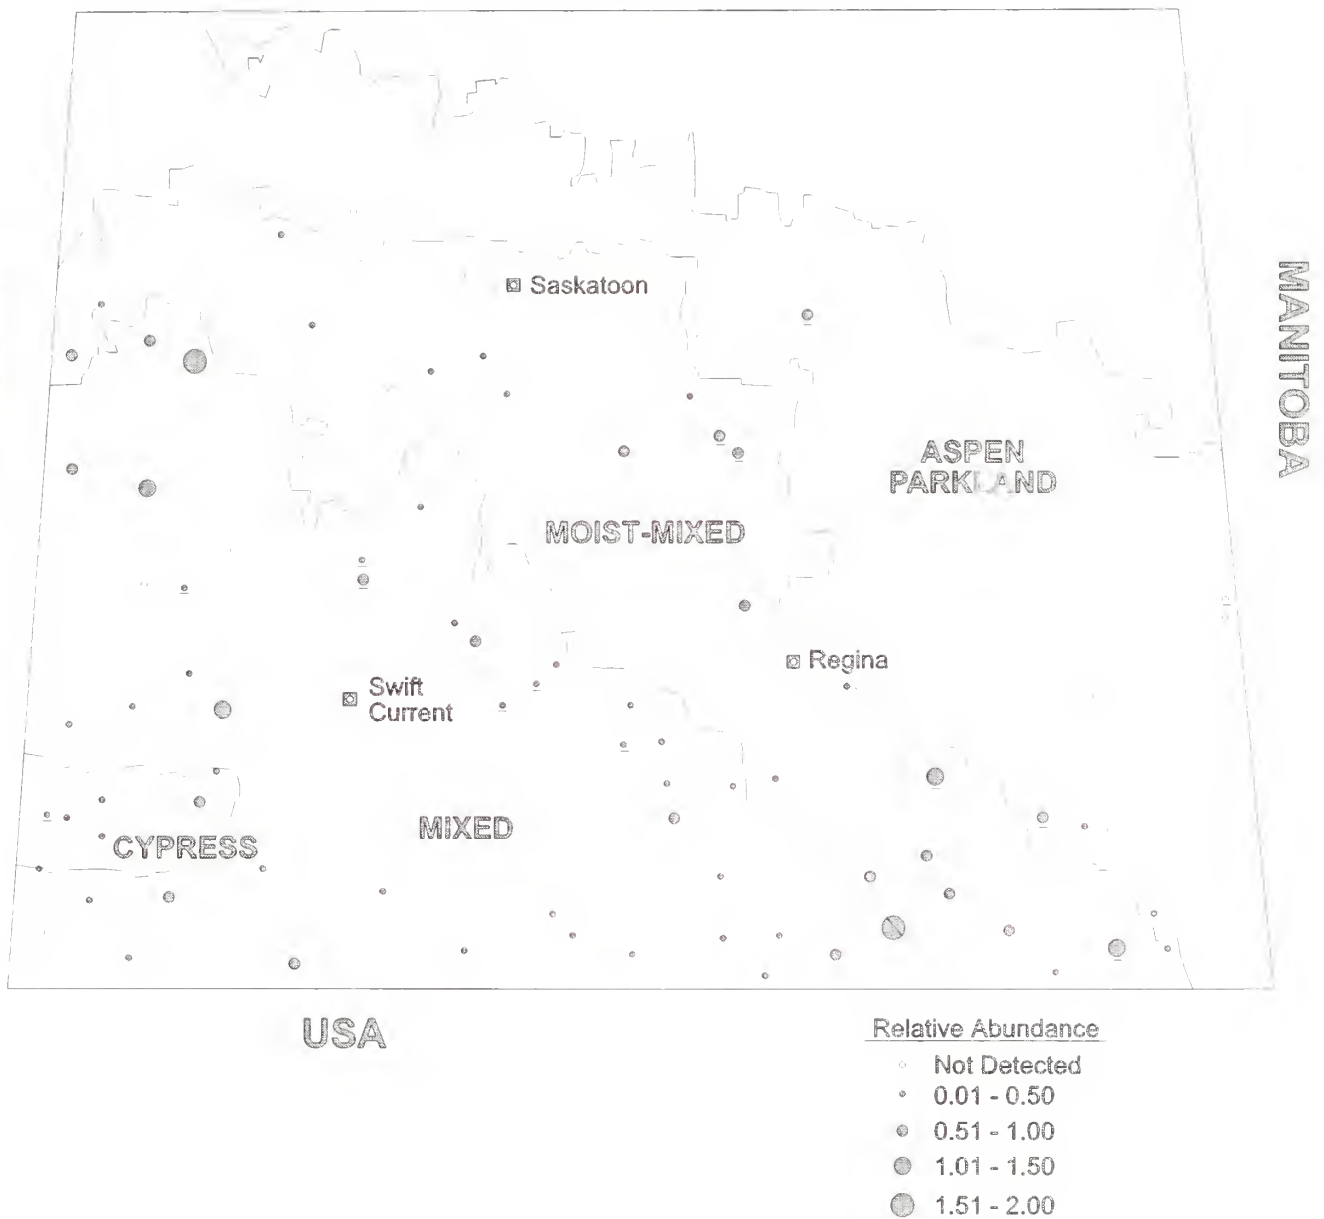 Saskatoon
MANITOBA
ASPEN
PARKLAND
MOIST-MIXED
Regina
Swift
Current
MIXED
CYPRESS
USA
Relative Abundance
Not Detected
0.01 - 0.50
0.51 - 1.00
1.01 - 1.50
1.51 - 2.00